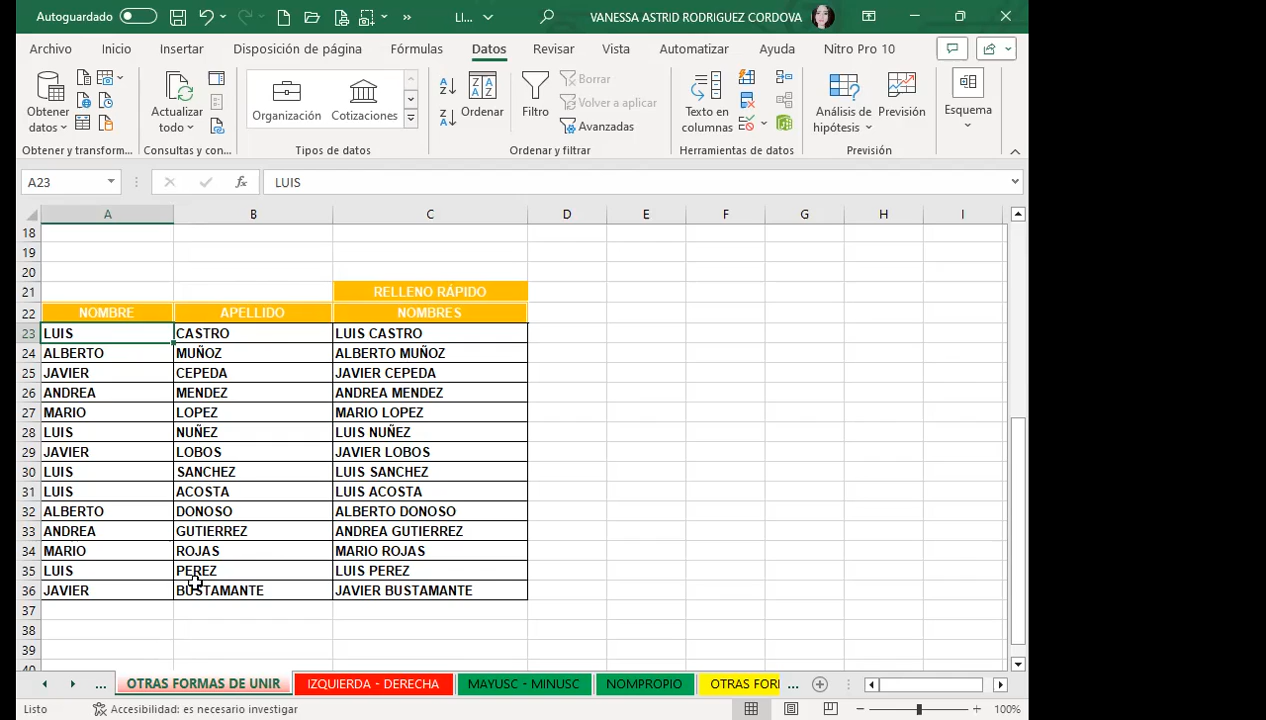 Autoguardado
LI...
VANESSA ASTRID RODRIGUEZ CORDOVA
Archivo Inicio Insertar Disposición de página Fórmulas Datos Revisar Vista Automatizar Ayuda Nitro Pro 10
Obtener datos
Actualizar todo
Organización
Cotizaciones
Ordenar
Filtro
Borrar
Volver a aplicar
Avanzadas
Texto en columnas
Análisis de hipótesis
Previsión
Esquema
Obtener y transform... Consultas y con... Tipos de datos Ordenar y filtrar Herramientas de datos Previsión
A23 fx LUIS
A B C D E F G H I
18
19
20
21 RELLENO RÁPIDO
22 NOMBRE APELLIDO NOMBRES
23 LUIS CASTRO LUIS CASTRO
24 ALBERTO MUÑOZ ALBERTO MUÑOZ
25 JAVIER CEPEDA JAVIER CEPEDA
26 ANDREA MENDEZ ANDREA MENDEZ
27 MARIO LOPEZ MARIO LOPEZ
28 LUIS NUÑEZ LUIS NUÑEZ
29 JAVIER LOBOS JAVIER LOBOS
30 LUIS SANCHEZ LUIS SANCHEZ
31 LUIS ACOSTA LUIS ACOSTA
32 ALBERTO DONOSO ALBERTO DONOSO
33 ANDREA GUTIERREZ ANDREA GUTIERREZ
34 MARIO ROJAS MARIO ROJAS
35 LUIS PEREZ LUIS PEREZ
36 JAVIER BUSTAMANTE JAVIER BUSTAMANTE
37
38
39
40
... OTRAS FORMAS DE UNIR IZQUIERDA - DERECHA MAYUSC - MINUSC NOMPROPIO OTRAS FORI ...
Listo Accesibilidad: es necesario investigar 100%